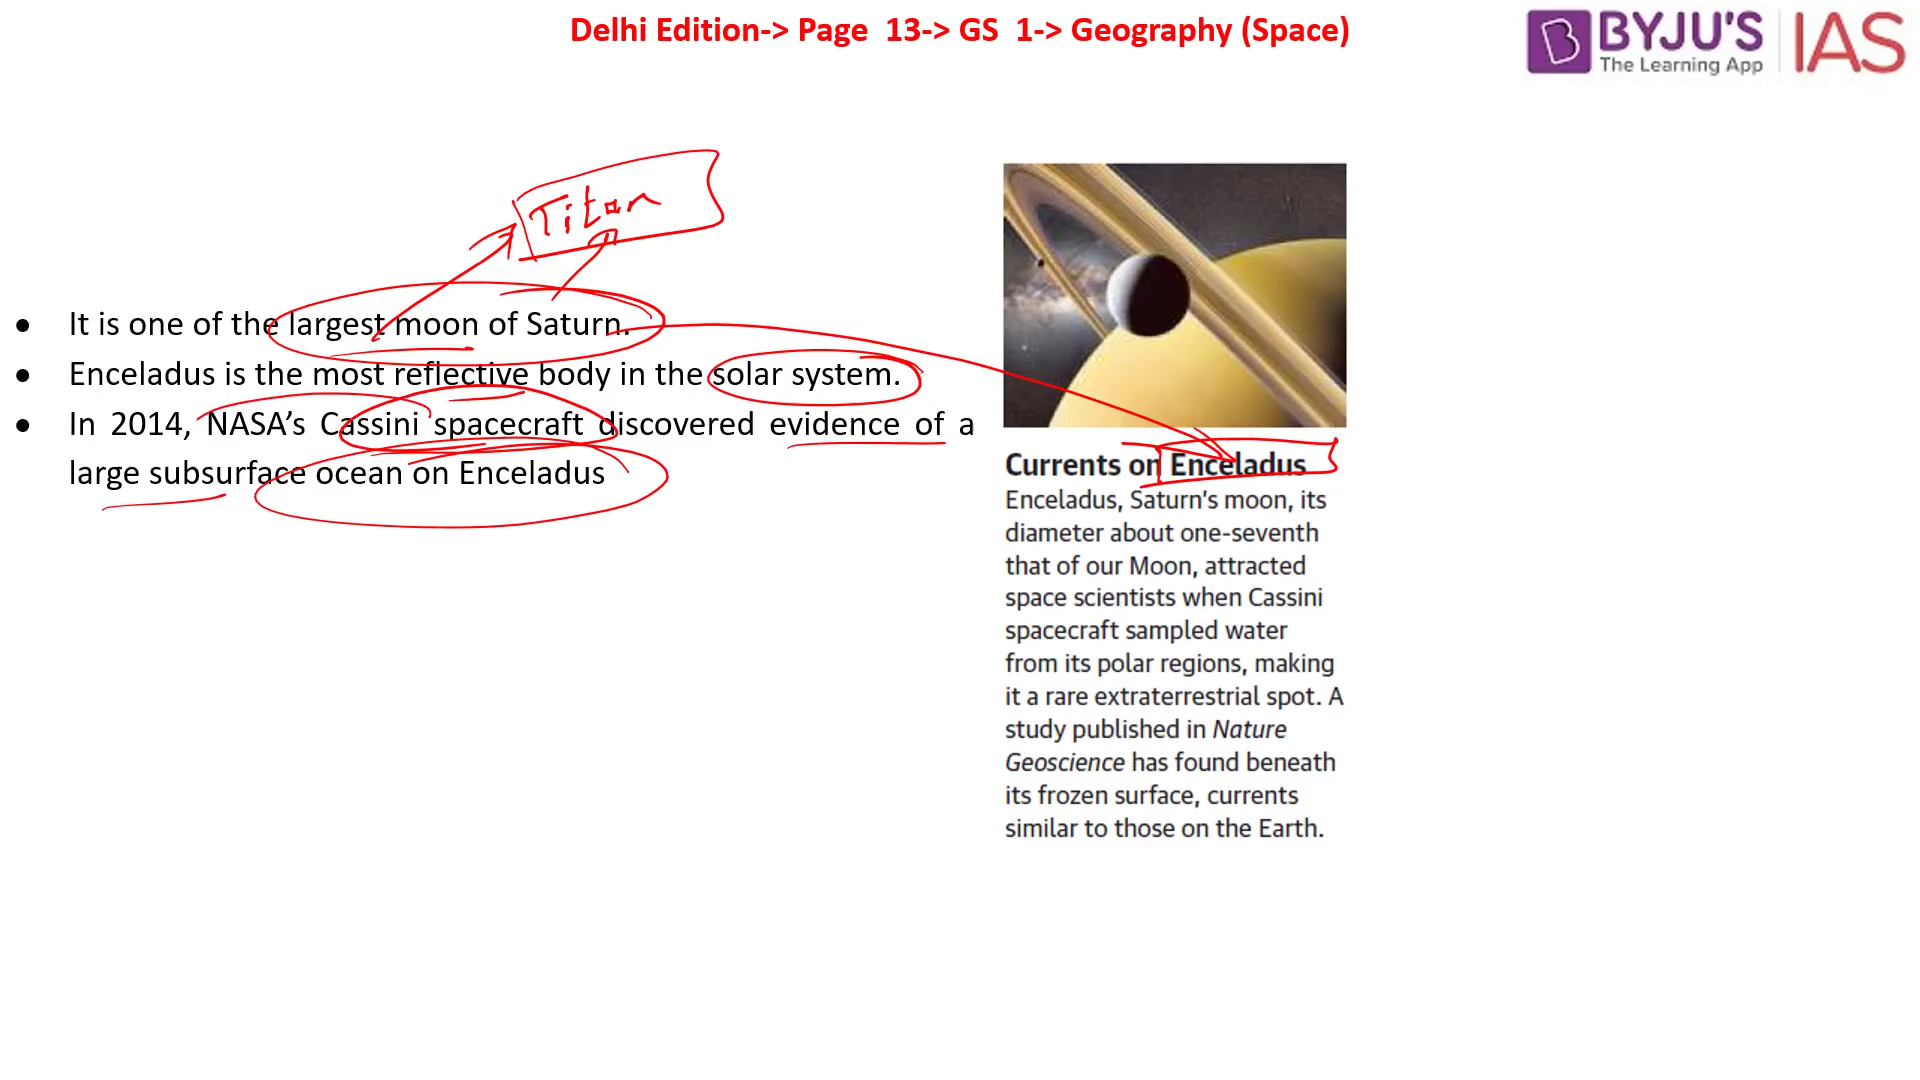 Delhi Edition-> Page 13-> GS 1-> Geography (Space)
BYJU'S
The Learning App
IAS
Titan
• It is one of the largest moon of Saturn.
• Enceladus is the most reflective body in the solar system.
• In 2014, NASA's Cassini spacecraft discovered evidence of a
large subsurface ocean on Enceladus
Currents on Enceladus
Enceladus, Saturn's moon, its
diameter about one-seventh
that of our Moon, attracted
space scientists when Cassini
spacecraft sampled water
from its polar regions, making
it a rare extraterrestrial spot. A
study published in Nature
Geoscience has found beneath
its frozen surface, currents
similar to those on the Earth.